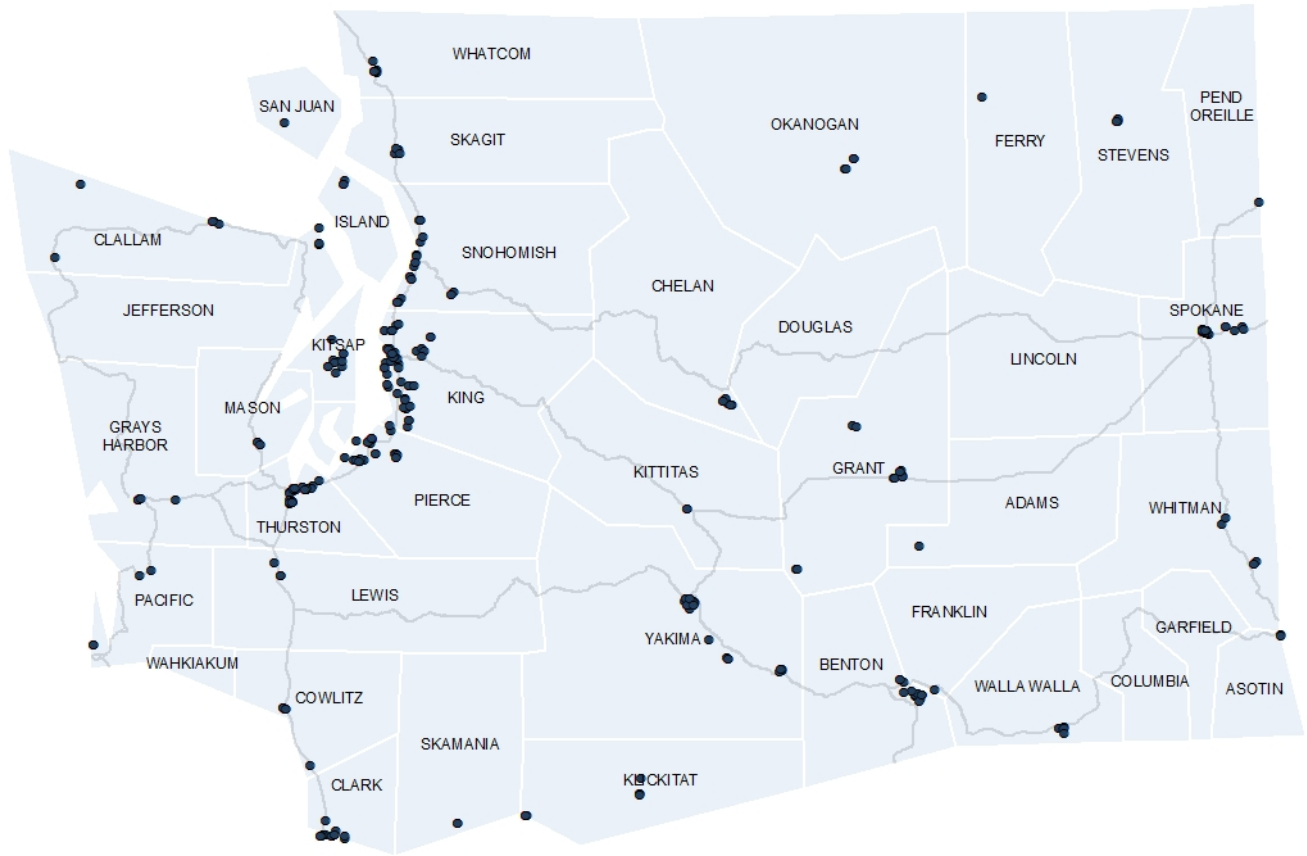 WHATCOM
SAN JUAN
PEND
OREILLE
OKANOGAN
SKAGIT
FERRY
STEVENS
ISLAND
CLALLAM
SNOHOMISH
CHELAN
JEFFERSON
SPOKANE
DOUGLAS
KITSAP
LINCOLN
KING
MASON
GRAYS
HARBOR
KITTITAS
GRANT
PIERCE
ADAMS
WHITMAN
THURSTON
LEWIS
PACIFIC
FRANKLIN
GARFIELD
YAKIMA
WAHKIAKUM
BENTON
COLUMBIA
WALLA WALLA
ASOTIN
COWLITZ
SKAMANIA
KLICKITAT
CLARK